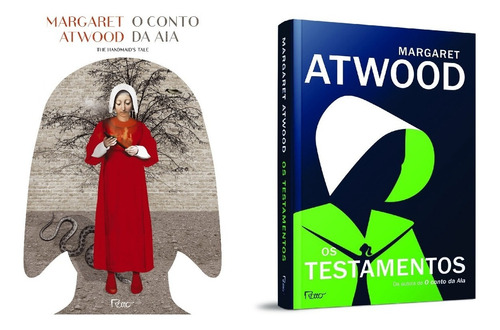 MARGARET O CONTO
ATWOOD DA AIA
THE HANDMAID'S TALE
Rocco
MARGARET ATWOOD OS TESTAMENTOS
MARGARET
ATWOOD
OS
TESTAMENTOS
Da autora de O conto da Aia
Rocco